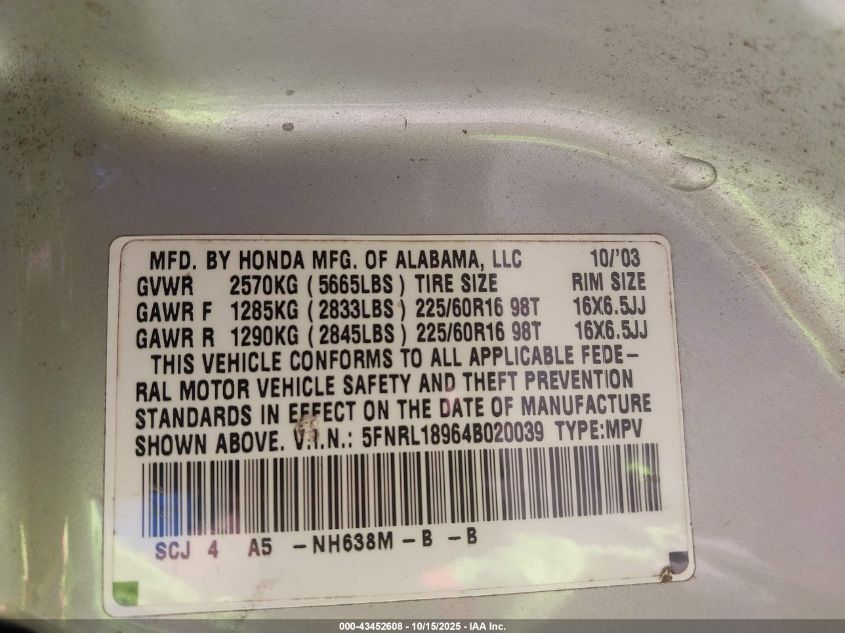 MFD. BY HONDA MFG. OF ALABAMA, LLC 10/'03
GVWR 2570KG (5665LBS) TIRE SIZE RIM SIZE
GAWR F 1285KG (2833LBS) 225/60R16 98T 16X6.5JJ
GAWR R 1290KG (2845LBS) 225/60R16 98T 16X6.5JJ
THIS VEHICLE CONFORMS TO ALL APPLICABLE FEDE-
RAL MOTOR VEHICLE SAFETY AND THEFT PREVENTION
STANDARDS IN EFFECT ON THE DATE OF MANUFACTURE
SHOWN ABOVE. V.I.N.: 5FNRL18964B020039 TYPE:MPV
SCJ 4 A5 -NH638M -B -B
000-43452608 - 10/15/2025 - IAA Inc.